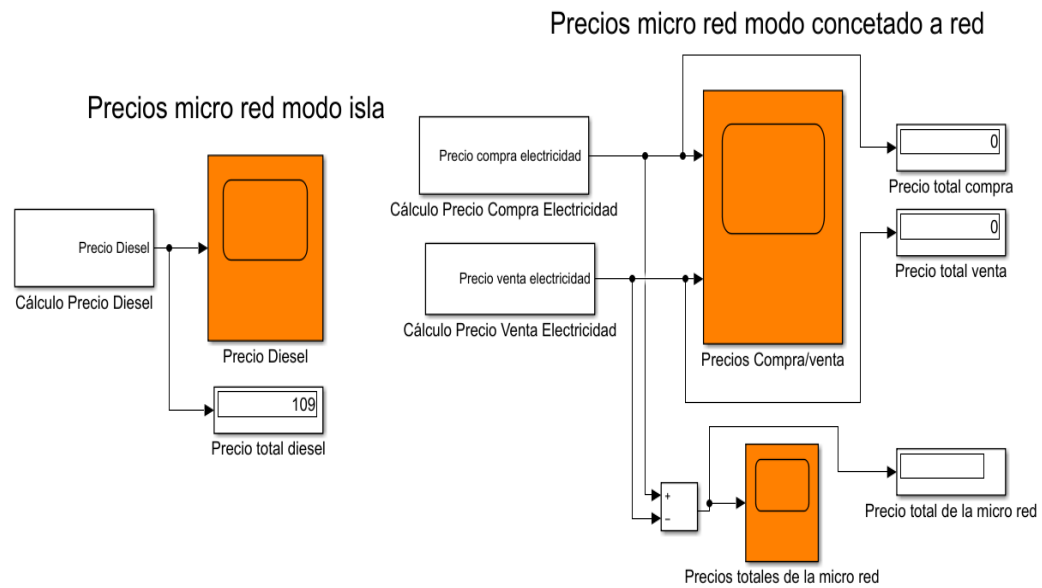 Precios micro red modo concetado a red
Precios micro red modo isla
Precio Diesel
Cálculo Precio Diesel
Precio Diesel
109
Precio total diesel
Precio compra electricidad
Cálculo Precio Compra Electricidad
Precio venta electricidad
Cálculo Precio Venta Electricidad
Precios Compra/venta
0
Precio total compra
0
Precio total venta
+
−
Precio total de la micro red
Precios totales de la micro red